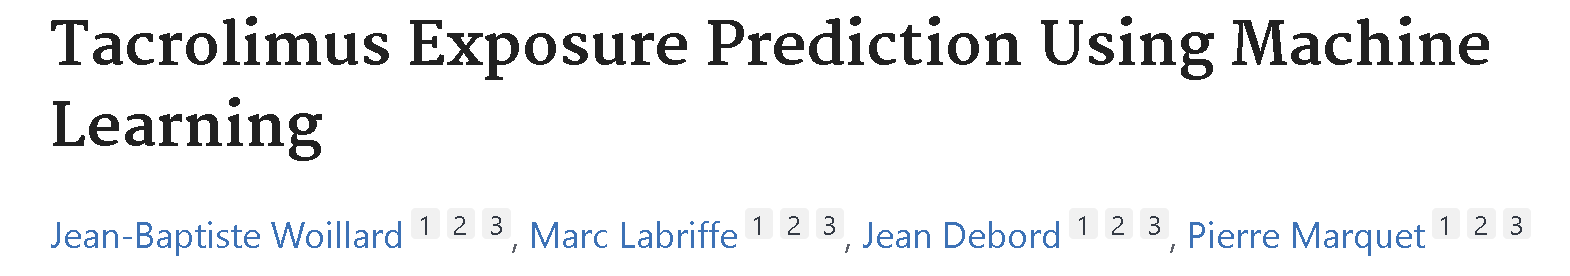 Tacrolimus Exposure Prediction Using Machine
Learning
Jean-Baptiste Woillard 1 2 3, Marc Labriffe 1 2 3, Jean Debord 1 2 3, Pierre Marquet 1 2 3